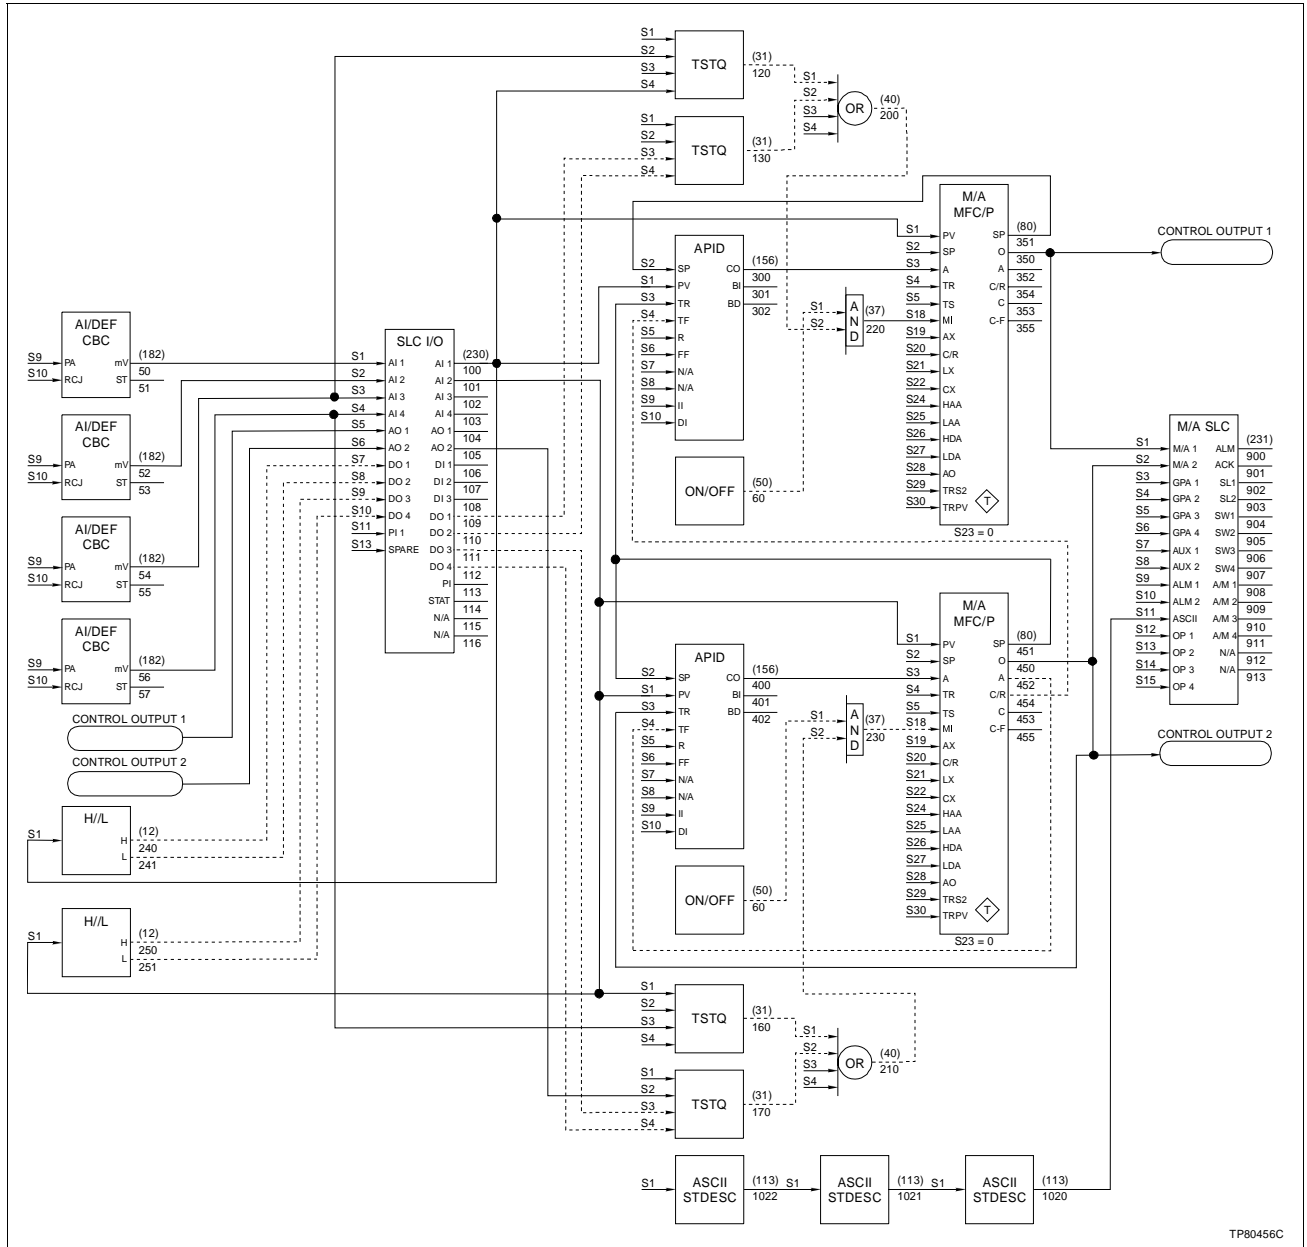 S1
S2
S3
S4
TSTQ
(31)
120
S1
S2
S3
S4
OR
(40)
200
S1
S2
S3
S4
TSTQ
(31)
130
M/A
MFC/P
S1 PV
S2 SP
S3 A
S4 TR
S5 TS
S18 MI
S19 AX
S20 C/R
S21 LX
S22 CX
S24 HAA
S25 LAA
S26 HDA
S27 LDA
S28 AO
S29 TRS2
S30 TRPV
SP (80)
351
O
350
A
352
C/R
354
C
353
C-F
355
T
S23 = 0
CONTROL OUTPUT 1
APID
S2 SP
S1 PV
S3 TR
S4 TF
S5 R
S6 FF
S7 N/A
S8 N/A
S9 II
S10 DI
CO (156)
300
BI
301
BD
302
S1
S2
AND
(37)
220
ON/OFF
(50)
60
AI/DEF
CBC
S9 PA
S10 RCJ
mV (182)
50
ST
51
AI/DEF
CBC
S9 PA
S10 RCJ
mV (182)
52
ST
53
AI/DEF
CBC
S9 PA
S10 RCJ
mV (182)
54
ST
55
AI/DEF
CBC
S9 PA
S10 RCJ
mV (182)
56
ST
57
CONTROL OUTPUT 1
CONTROL OUTPUT 2
H//L
S1
H (12)
240
L
241
H//L
S1
H (12)
250
L
251
SLC I/O
S1 AI 1
S2 AI 2
S3 AI 3
S4 AI 4
S5 AO 1
S6 AO 2
S7 DO 1
S8 DO 2
S9 DO 3
S10 DO 4
S11 PI 1
S13 SPARE
AI 1 (230)
100
AI 2
101
AI 3
102
AI 4
103
AO 1
104
AO 2
105
DI 1
106
DI 2
107
DI 3
108
DO 1
109
DO 2
110
DO 3
111
DO 4
112
PI
113
STAT
114
N/A
115
N/A
116
M/A
MFC/P
S1 PV
S2 SP
S3 A
S4 TR
S5 TS
S18 MI
S19 AX
S20 C/R
S21 LX
S22 CX
S24 HAA
S25 LAA
S26 HDA
S27 LDA
S28 AO
S29 TRS2
S30 TRPV
SP (80)
451
O
450
A
452
C/R
454
C
453
C-F
455
T
S23 = 0
APID
S2 SP
S1 PV
S3 TR
S4 TF
S5 R
S6 FF
S7 N/A
S8 N/A
S9 II
S10 DI
CO (156)
400
BI
401
BD
402
S1
S2
AND
(37)
230
ON/OFF
(50)
60
M/A SLC
S1 M/A 1
S2 M/A 2
S3 GPA 1
S4 GPA 2
S5 GPA 3
S6 GPA 4
S7 AUX 1
S8 AUX 2
S9 ALM 1
S10 ALM 2
S11 ASCII
S12 OP 1
S13 OP 2
S14 OP 3
S15 OP 4
ALM (231)
900
ACK
901
SL1
902
SL2
903
SW1
904
SW2
905
SW3
906
SW4
907
A/M 1
908
A/M 2
909
A/M 3
910
A/M 4
911
N/A
912
N/A
913
CONTROL OUTPUT 2
S1
S2
S3
S4
TSTQ
(31)
160
S1
S2
S3
S4
OR
(40)
210
S1
S2
S3
S4
TSTQ
(31)
170
S1
ASCII
STDESC
(113)
1022
S1
ASCII
STDESC
(113)
1021
S1
ASCII
STDESC
(113)
1020
TP80456C